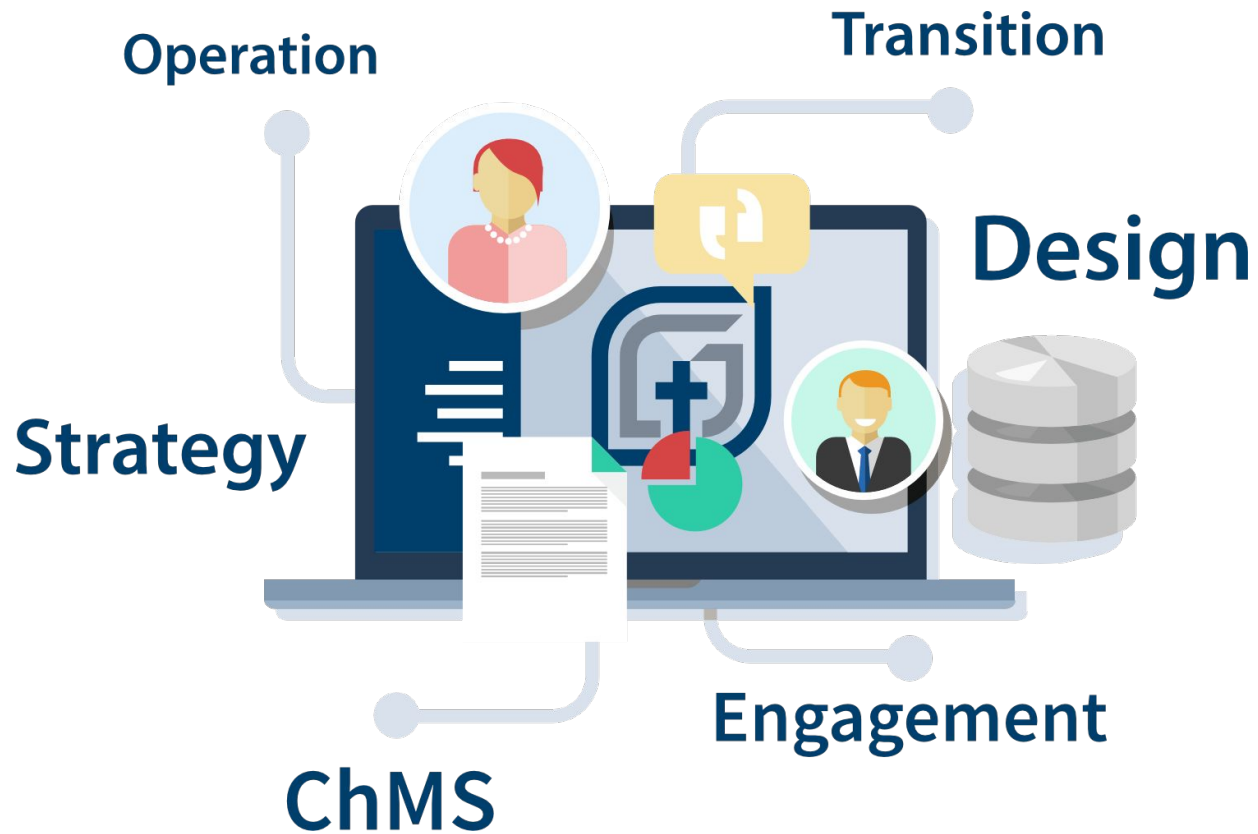 Operation
Transition
Design
Strategy
Engagement
ChMS